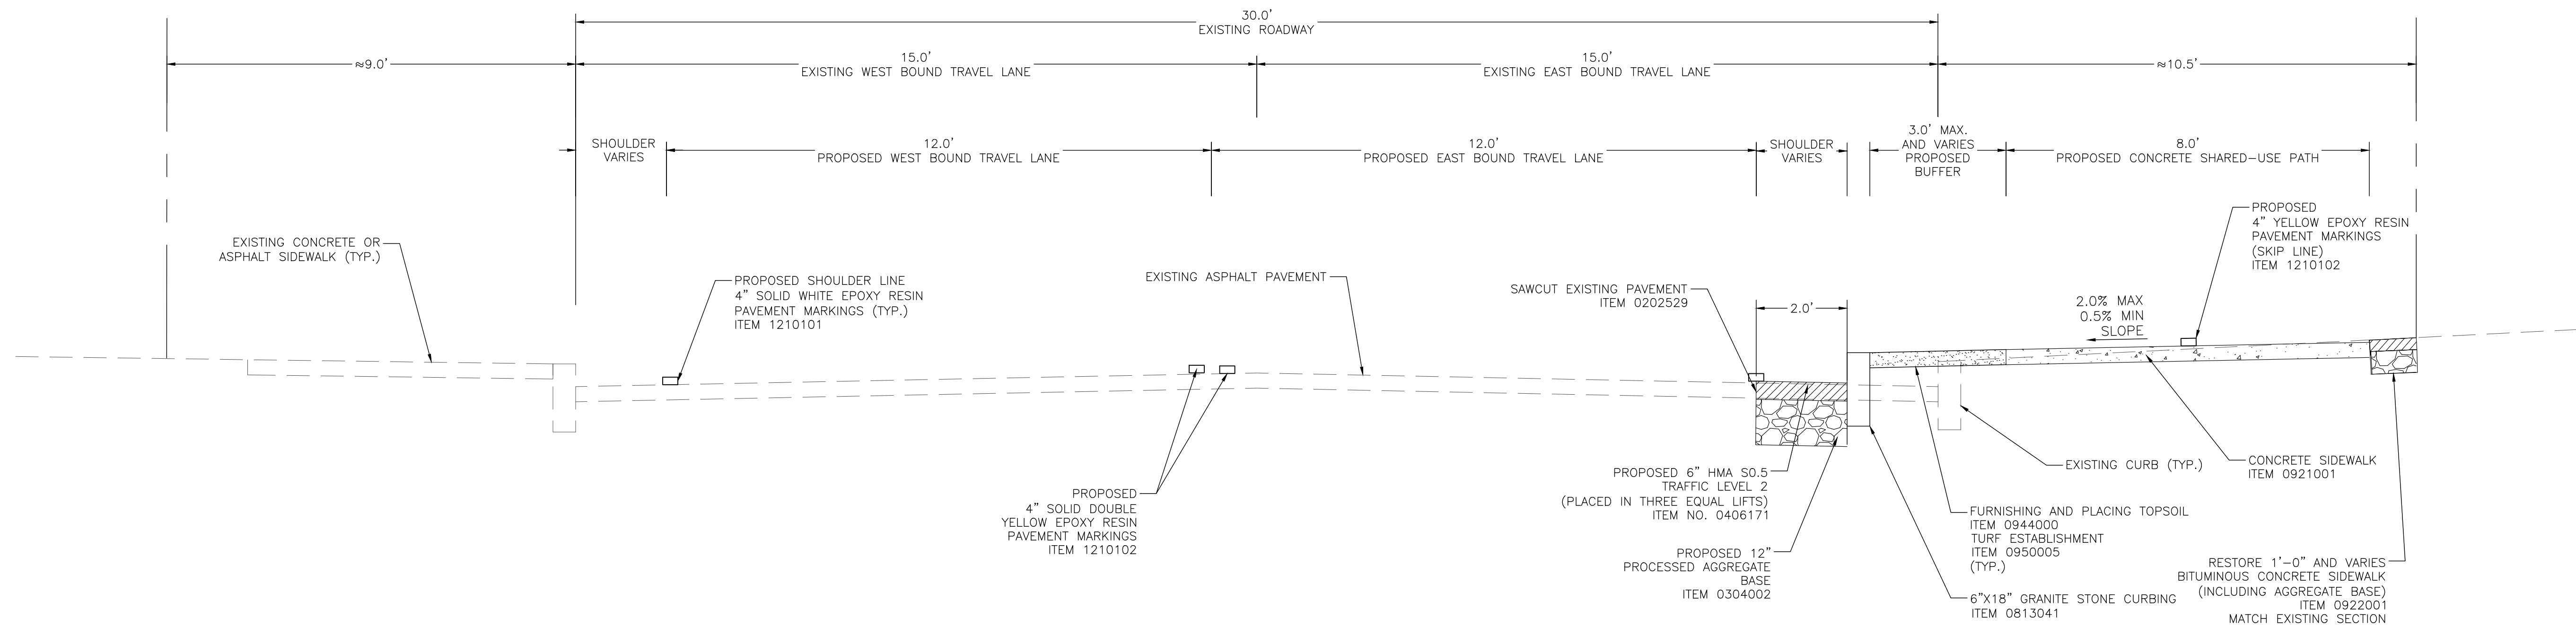 30.0'
EXISTING ROADWAY
≈9.0'
15.0'
EXISTING WEST BOUND TRAVEL LANE
15.0'
EXISTING EAST BOUND TRAVEL LANE
≈10.5'
SHOULDER
VARIES
12.0'
PROPOSED WEST BOUND TRAVEL LANE
12.0'
PROPOSED EAST BOUND TRAVEL LANE
SHOULDER
VARIES
3.0' MAX.
AND VARIES
PROPOSED
BUFFER
8.0'
PROPOSED CONCRETE SHARED-USE PATH
EXISTING CONCRETE OR
ASPHALT SIDEWALK (TYP.)
PROPOSED SHOULDER LINE
4" SOLID WHITE EPOXY RESIN
PAVEMENT MARKINGS (TYP.)
ITEM 1210101
EXISTING ASPHALT PAVEMENT
SAWCUT EXISTING PAVEMENT
ITEM 0202529
2.0'
PROPOSED
4" YELLOW EPOXY RESIN
PAVEMENT MARKINGS
(SKIP LINE)
ITEM 1210102
2.0% MAX
0.5% MIN
SLOPE
PROPOSED
4" SOLID DOUBLE
YELLOW EPOXY RESIN
PAVEMENT MARKINGS
ITEM 1210102
PROPOSED 6" HMA S0.5
TRAFFIC LEVEL 2
(PLACED IN THREE EQUAL LIFTS)
ITEM NO. 0406171
PROPOSED 12"
PROCESSED AGGREGATE
BASE
ITEM 0304002
EXISTING CURB (TYP.)
CONCRETE SIDEWALK
ITEM 0921001
FURNISHING AND PLACING TOPSOIL
ITEM 0944000
TURF ESTABLISHMENT
ITEM 0950005
(TYP.)
6"X18" GRANITE STONE CURBING
ITEM 0813041
RESTORE 1'-0" AND VARIES
BITUMINOUS CONCRETE SIDEWALK
(INCLUDING AGGREGATE BASE)
ITEM 0922001
MATCH EXISTING SECTION